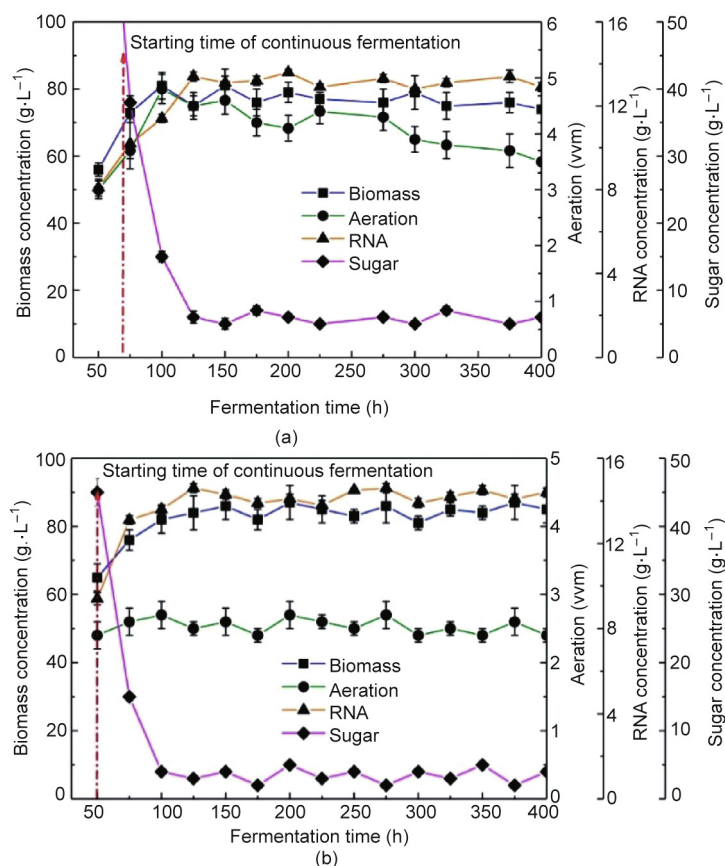 Starting time of continuous fermentation
Biomass concentration (g·L⁻¹)
100
80
60
40
20
0
50
100
150
200
250
300
350
400
Fermentation time (h)
Biomass
Aeration
RNA
Sugar
6
5
4
3
2
1
0
Aeration (vvm)
16
12
8
4
0
RNA concentration (g·L⁻¹)
50
40
30
20
10
0
Sugar concentration (g·L⁻¹)
(a)
Starting time of continuous fermentation
Biomass concentration (g.·L⁻¹)
100
80
60
40
20
0
50
100
150
200
250
300
350
400
Fermentation time (h)
Biomass
Aeration
RNA
Sugar
5
4
3
2
1
0
Aeration (vvm)
16
12
8
4
0
RNA concentration (g·L⁻¹)
50
40
30
20
10
0
Sugar concentration (g·L⁻¹)
(b)